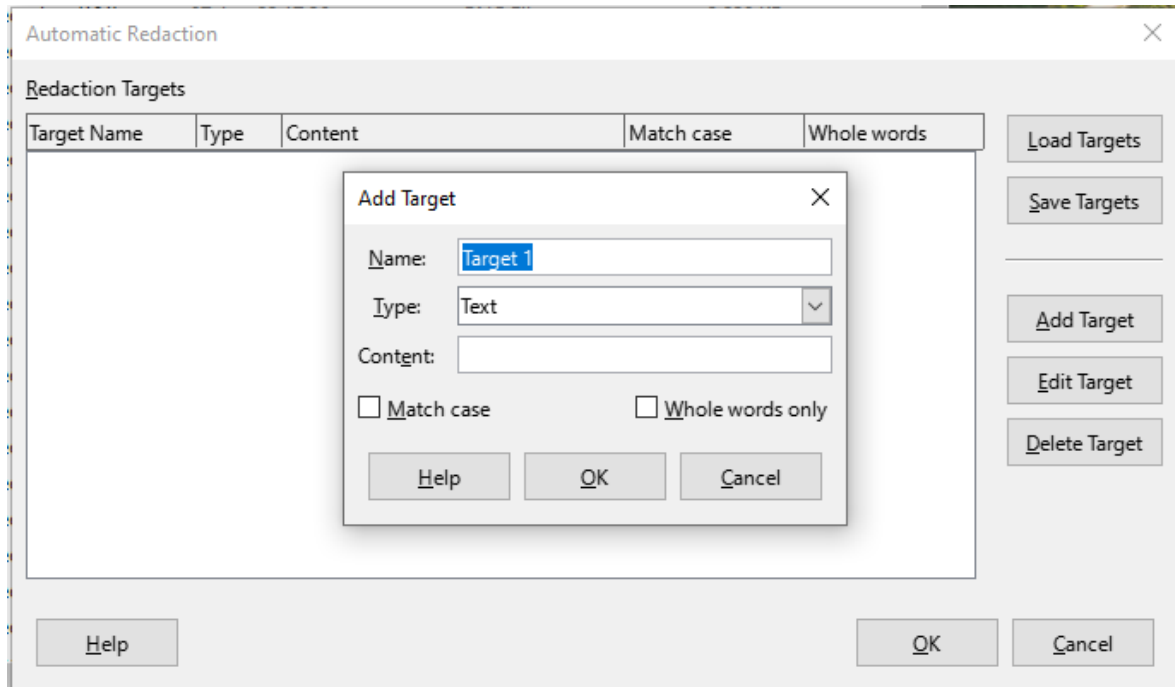 Automatic Redaction
Redaction Targets
Target Name Type Content Match case Whole words
Load Targets
Save Targets
Add Target
Edit Target
Delete Target
Add Target
Name: Target 1
Type: Text
Content:
Match case Whole words only
Help OK Cancel
Help OK Cancel